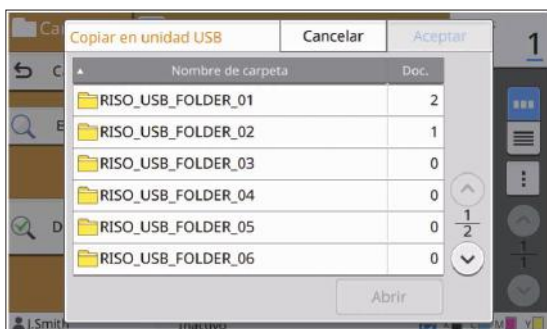 Copiar en unidad USB Cancelar Aceptar
1
Nombre de carpeta Doc.
RISO_USB_FOLDER_01 2
RISO_USB_FOLDER_02 1
RISO_USB_FOLDER_03 0
RISO_USB_FOLDER_04 0
RISO_USB_FOLDER_05 0
RISO_USB_FOLDER_06 0
1
2
1
1
Abrir
J.Smith Inactivo M Y